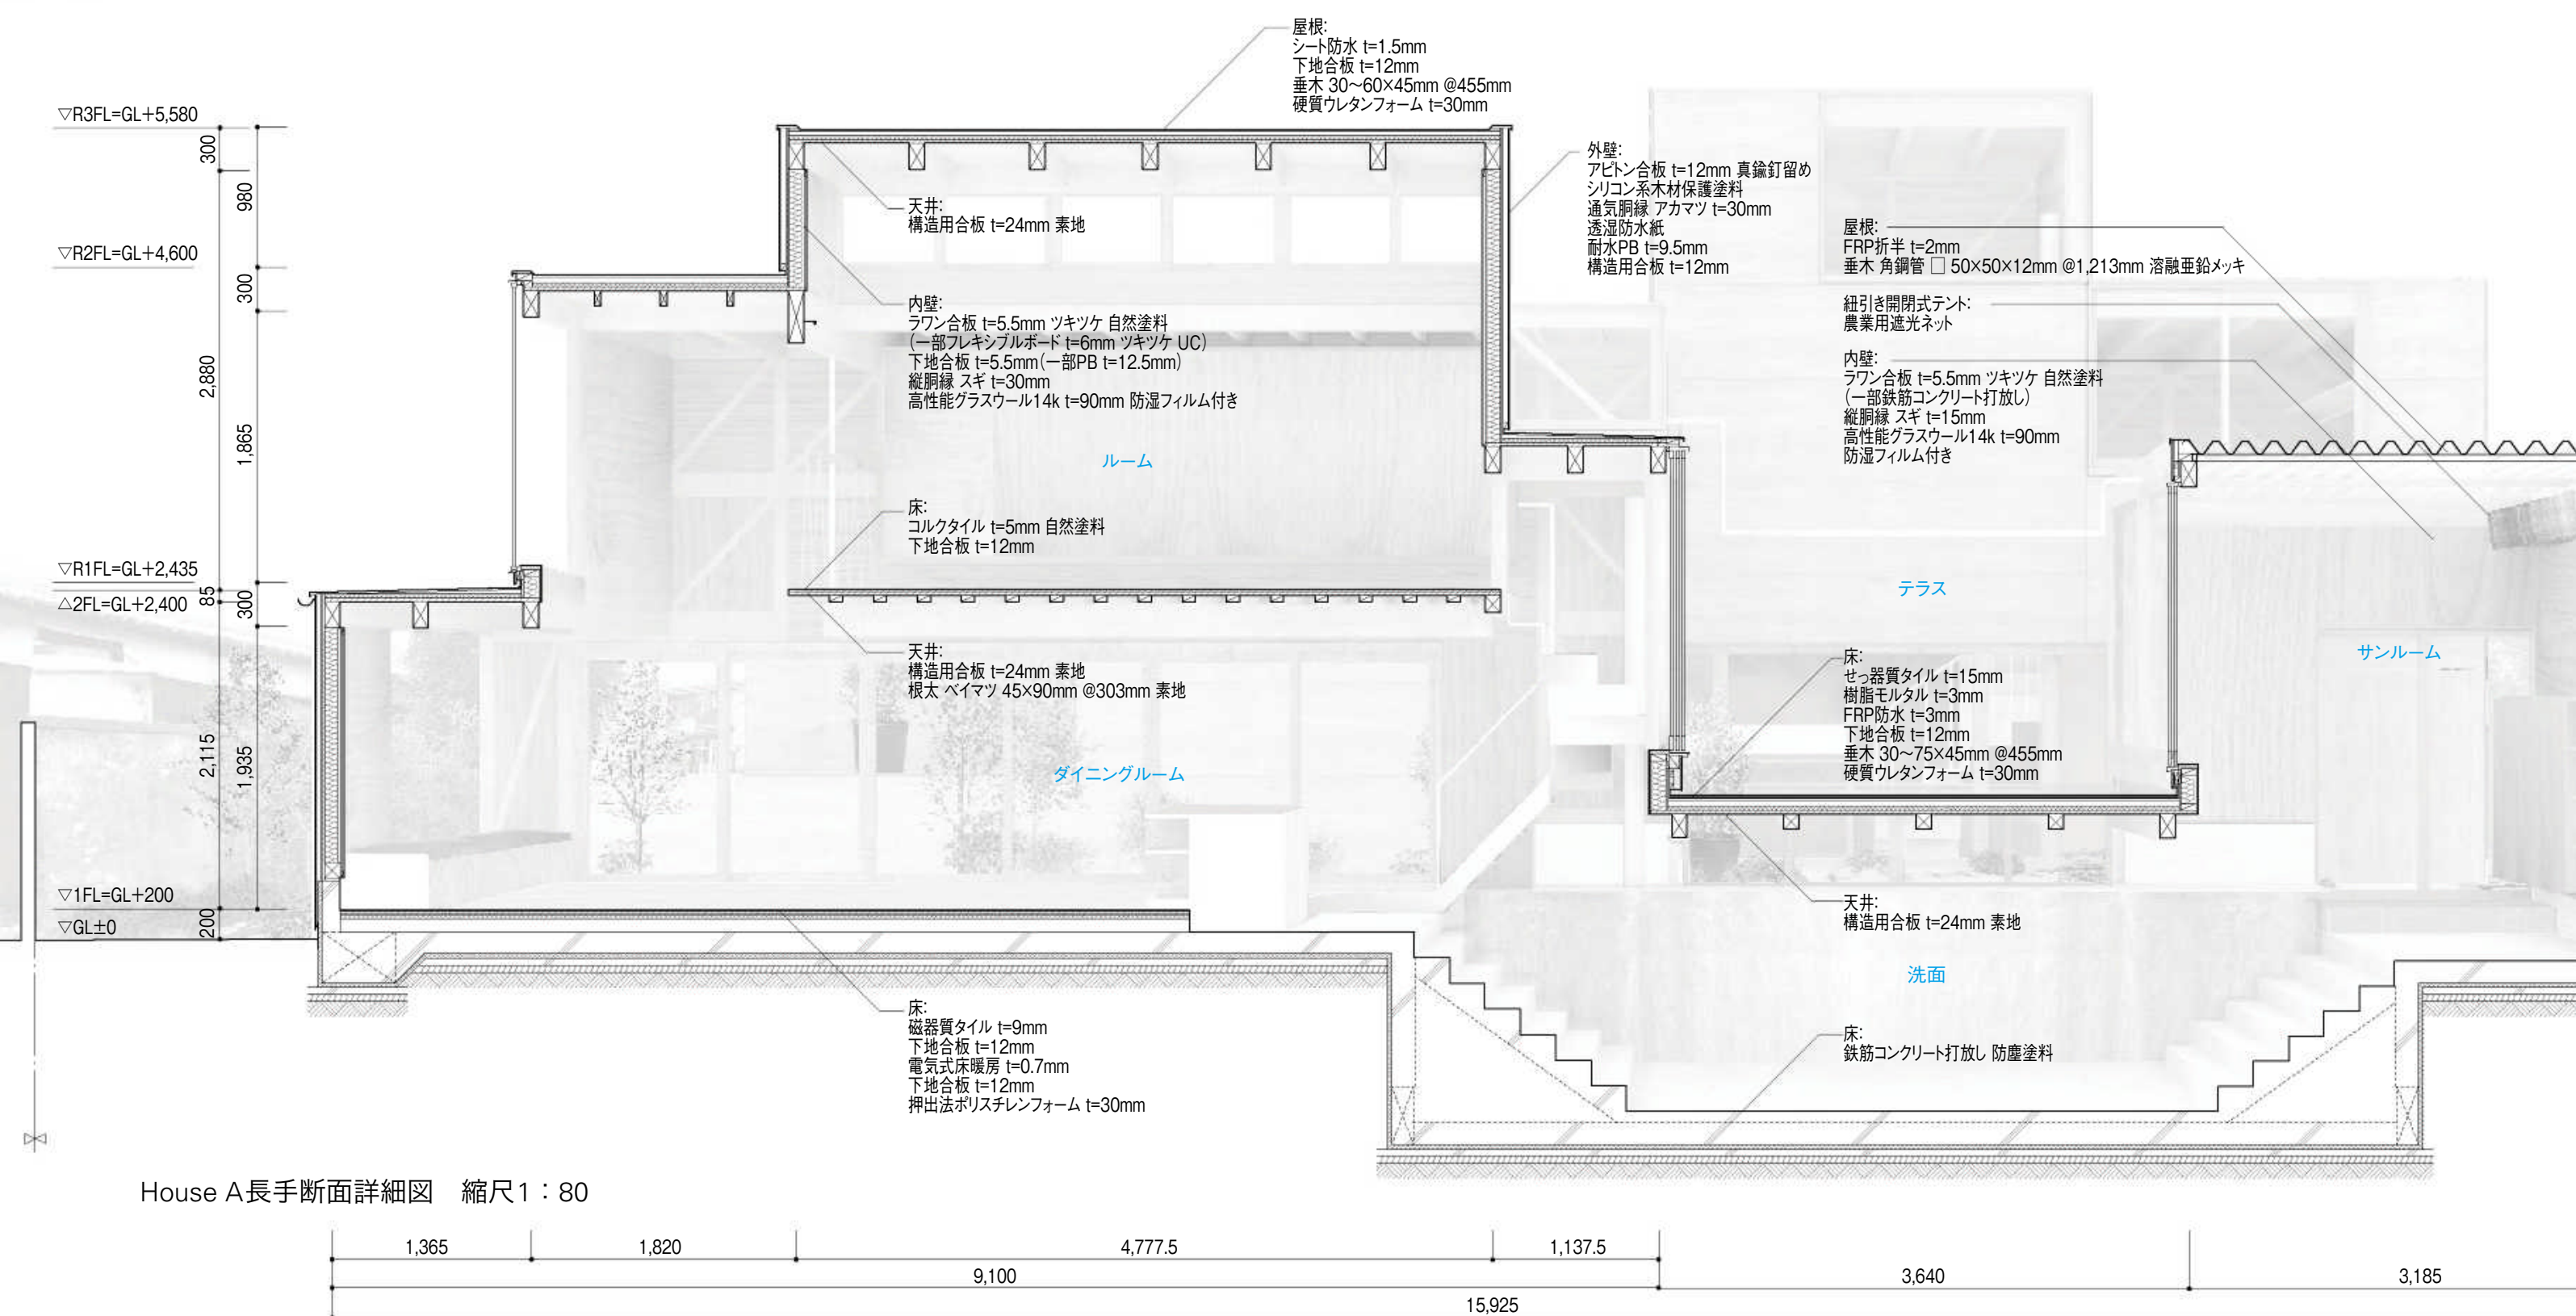 屋根:
シート防水 t=1.5mm
下地合板 t=12mm
垂木 30〜60×45mm @455mm
硬質ウレタンフォーム t=30mm
▽R3FL=GL+5,580
300
980
▽R2FL=GL+4,600
300
2,880
1,865
▽R1FL=GL+2,435
85
△2FL=GL+2,400
300
2,115
1,935
▽1FL=GL+200
200
▽GL±0
天井:
構造用合板 t=24mm 素地
内壁:
ラワン合板 t=5.5mm ツキツケ 自然塗料
(一部フレキシブルボード t=6mm ツキツケ UC)
下地合板 t=5.5mm(一部PB t=12.5mm)
縦胴縁 スギ t=30mm
高性能グラスウール14k t=90mm 防湿フィルム付き
ルーム
床:
コルクタイル t=5mm 自然塗料
下地合板 t=12mm
天井:
構造用合板 t=24mm 素地
根太 ベイマツ 45×90mm @303mm 素地
ダイニングルーム
床:
磁器質タイル t=9mm
下地合板 t=12mm
電気式床暖房 t=0.7mm
下地合板 t=12mm
押出法ポリスチレンフォーム t=30mm
外壁:
アピトン合板 t=12mm 真鍮釘留め
シリコン系木材保護塗料
通気胴縁 アカマツ t=30mm
透湿防水紙
耐水PB t=9.5mm
構造用合板 t=12mm
屋根:
FRP折半 t=2mm
垂木 角鋼管 □ 50×50×12mm @1,213mm 溶融亜鉛メッキ
紐引き開閉式テント:
農業用遮光ネット
内壁:
ラワン合板 t=5.5mm ツキツケ 自然塗料
(一部鉄筋コンクリート打放し)
縦胴縁 スギ t=15mm
高性能グラスウール14k t=90mm
防湿フィルム付き
テラス
サンルーム
床:
せっ器質タイル t=15mm
樹脂モルタル t=3mm
FRP防水 t=3mm
下地合板 t=12mm
垂木 30〜75×45mm @455mm
硬質ウレタンフォーム t=30mm
天井:
構造用合板 t=24mm 素地
洗面
床:
鉄筋コンクリート打放し 防塵塗料
House A長手断面詳細図　縮尺1：80
1,365
1,820
4,777.5
1,137.5
9,100
3,640
3,185
15,925